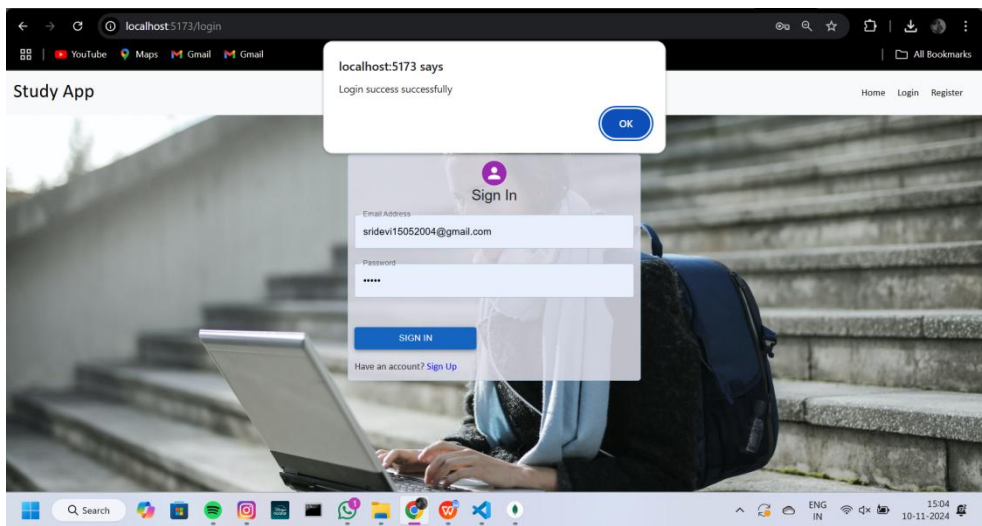 localhost:5173/login
YouTube Maps Gmail Gmail All Bookmarks
localhost:5173 says
Login success successfully
OK
Study App Home Login Register
Sign In
Email Address
sridevi15052004@gmail.com
Password
•••••
SIGN IN
Have an account? Sign Up
Search ENG 15:04
IN 10-11-2024